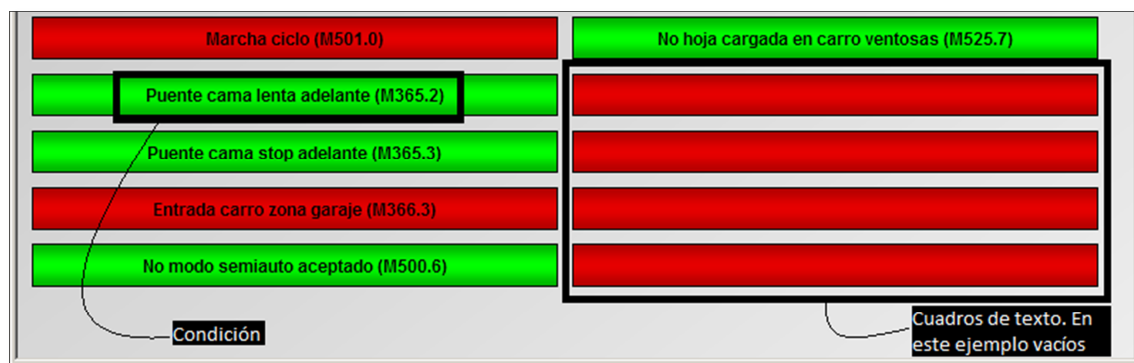 Marcha ciclo (M501.0)
No hoja cargada en carro ventosas (M525.7)
Puente cama lenta adelante (M365.2)
Puente cama stop adelante (M365.3)
Entrada carro zona garaje (M366.3)
No modo semiauto aceptado (M500.6)
Condición
Cuadros de texto. En
este ejemplo vacíos